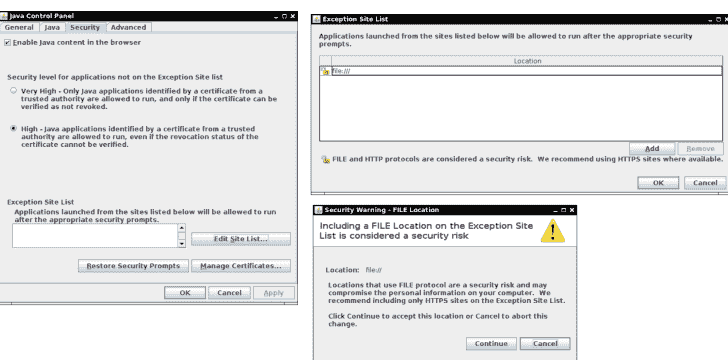 Java Control Panel
General Java Security Advanced
Enable Java content in the browser
Security level for applications not on the Exception Site list
Very High - Only Java applications identified by a certificate from a
trusted authority are allowed to run, and only if the certificate can be
verified as not revoked.
High - Java applications identified by a certificate from a trusted
authority are allowed to run, even if the revocation status of the
certificate cannot be verified.
Exception Site List
Applications launched from the sites listed below will be allowed to run
after the appropriate security prompts.
Edit Site List...
Restore Security Prompts Manage Certificates...
OK Cancel Apply
Exception Site List
Applications launched from the sites listed below will be allowed to run after the appropriate security
prompts.
Location
file:///
Add Remove
FILE and HTTP protocols are considered a security risk. We recommend using HTTPS sites where available.
OK Cancel
Security Warning - FILE Location
Including a FILE Location on the Exception Site
List is considered a security risk
Location: file://
Locations that use FILE protocol are a security risk and may
compromise the personal information on your computer. We
recommend including only HTTPS sites on the Exception Site List.
Click Continue to accept this location or Cancel to abort this
change.
Continue Cancel